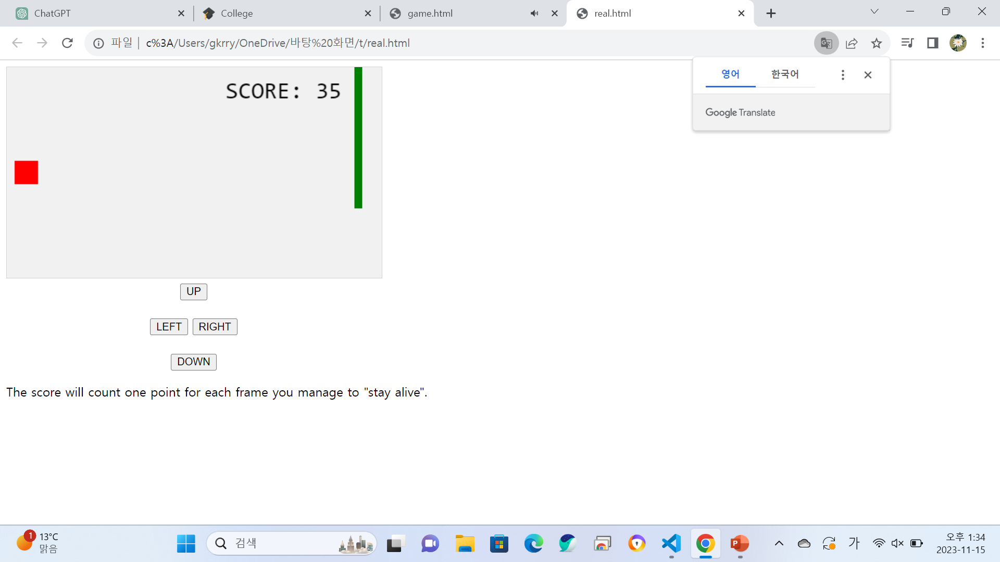 ChatGPT
College
game.html
real.html
파일
c%3A/Users/gkrry/OneDrive/바탕%20화면/t/real.html
영어
한국어
Google Translate
SCORE: 35
UP
LEFT
RIGHT
DOWN
The score will count one point for each frame you manage to "stay alive".
1
13°C
맑음
검색
가
오후 1:34
2023-11-15